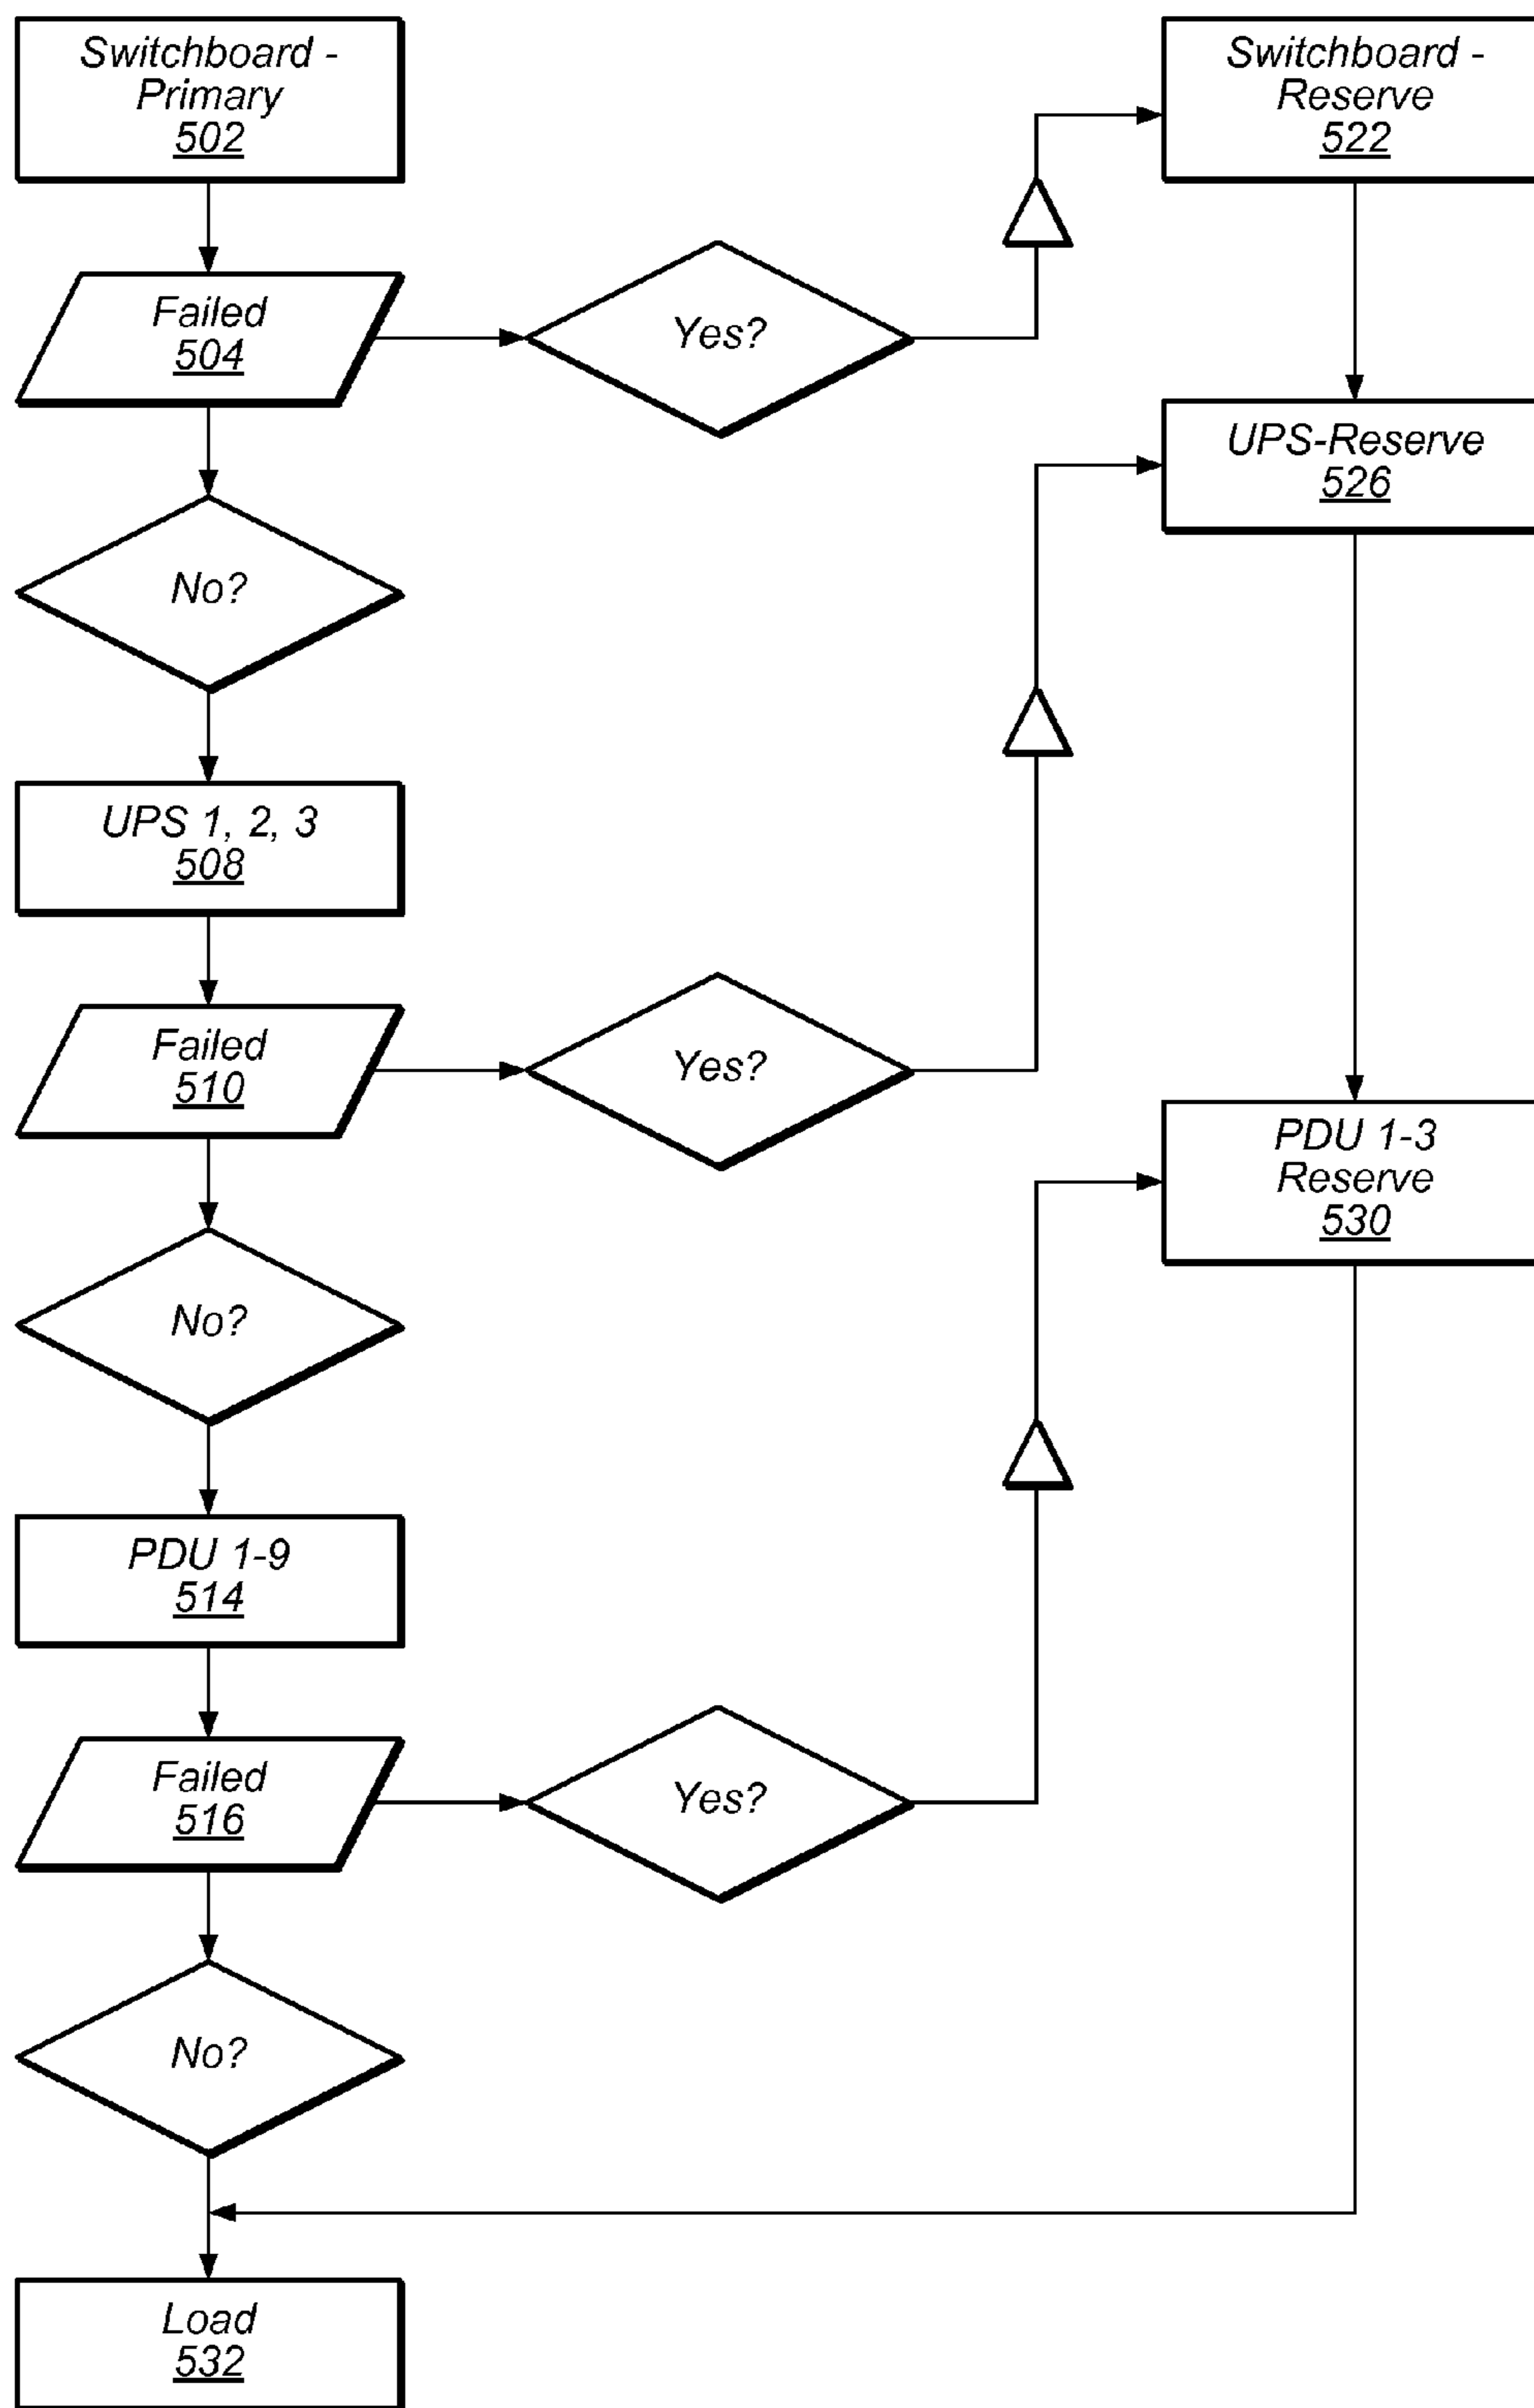 Switchboard -
Primary
502
Switchboard -
Reserve
522
Failed
504
Yes?
UPS-Reserve
526
No?
UPS 1, 2, 3
508
Failed
510
Yes?
PDU 1-3
Reserve
530
No?
PDU 1-9
514
Failed
516
Yes?
No?
Load
532